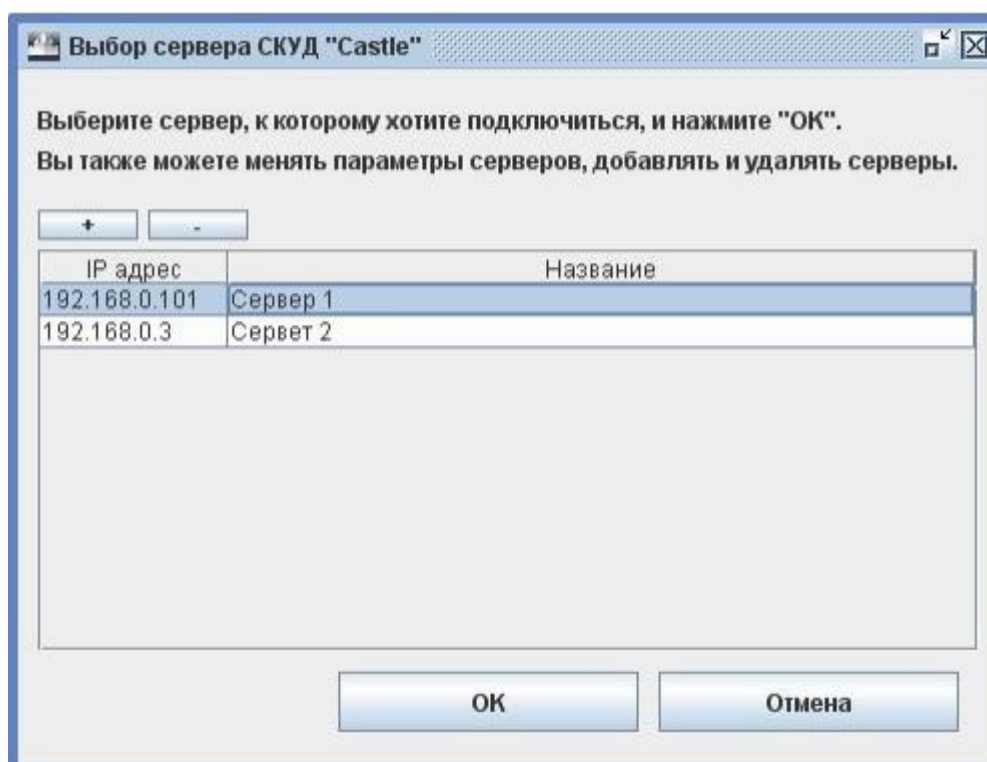 Выбор сервера СКУД "Castle"
Выберите сервер, к которому хотите подключиться, и нажмите "ОК".
Вы также можете менять параметры серверов, добавлять и удалять серверы.
+ -
IP адрес Название
192.168.0.101 Сервер 1
192.168.0.3 Сервет 2
ОК Отмена